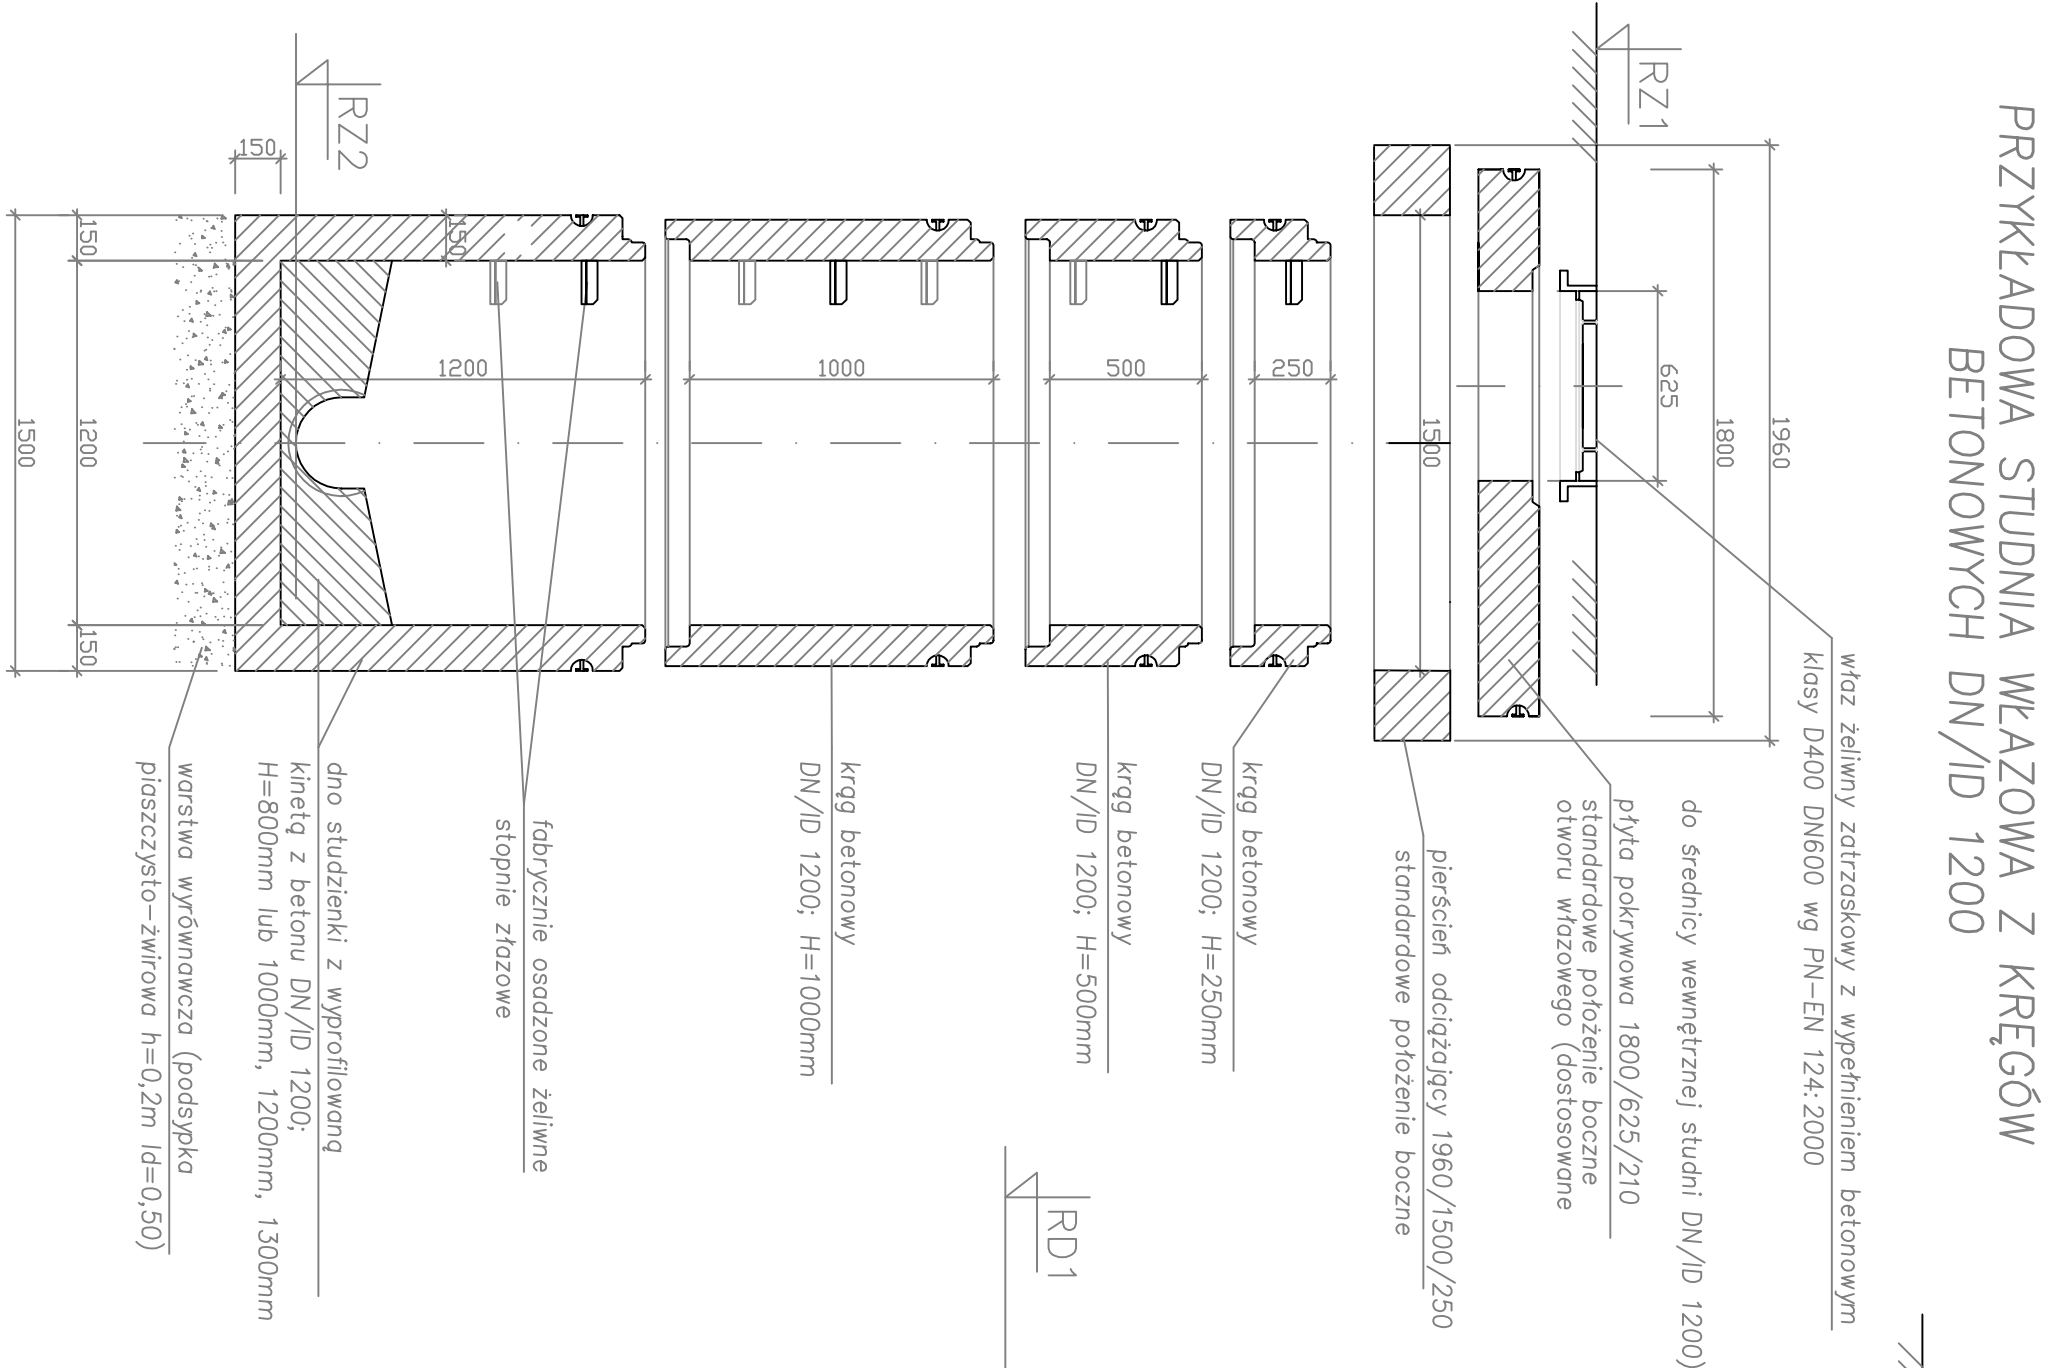 PRZYKŁADOWA STUDNIA WŁAZOWA Z KRĘGÓW
BETONOWYCH DN/ID 1200
właz żeliwny zatrzaskowy z wypełnieniem betonowym
klasy D400 DN600 wg PN-EN 124:2000
RZ1
1960
1800
625
do średnicy wewnętrznej studni DN/ID 1200)
płyta pokrywowa 1800/625/210
standardowe położenie boczne
otworu włazowego (dostosowane
1500
pierścień odciążający 1960/1500/250
standardowe położenie boczne
250
krąg betonowy
DN/ID 1200; H=250mm
500
krąg betonowy
DN/ID 1200; H=500mm
RD1
1000
krąg betonowy
DN/ID 1200; H=1000mm
1200
150
fabrycznie osadzone żeliwne
stopnie złazowe
RZ2
150
dno studzienki z wyprofilowaną
kinetą z betonu DN/ID 1200;
H=800mm lub 1000mm, 1200mm, 1300mm
warstwa wyrównawcza (podsypka
piaszczysto-żwirowa h=0,2m Id=0,50)
150
1200
150
1500